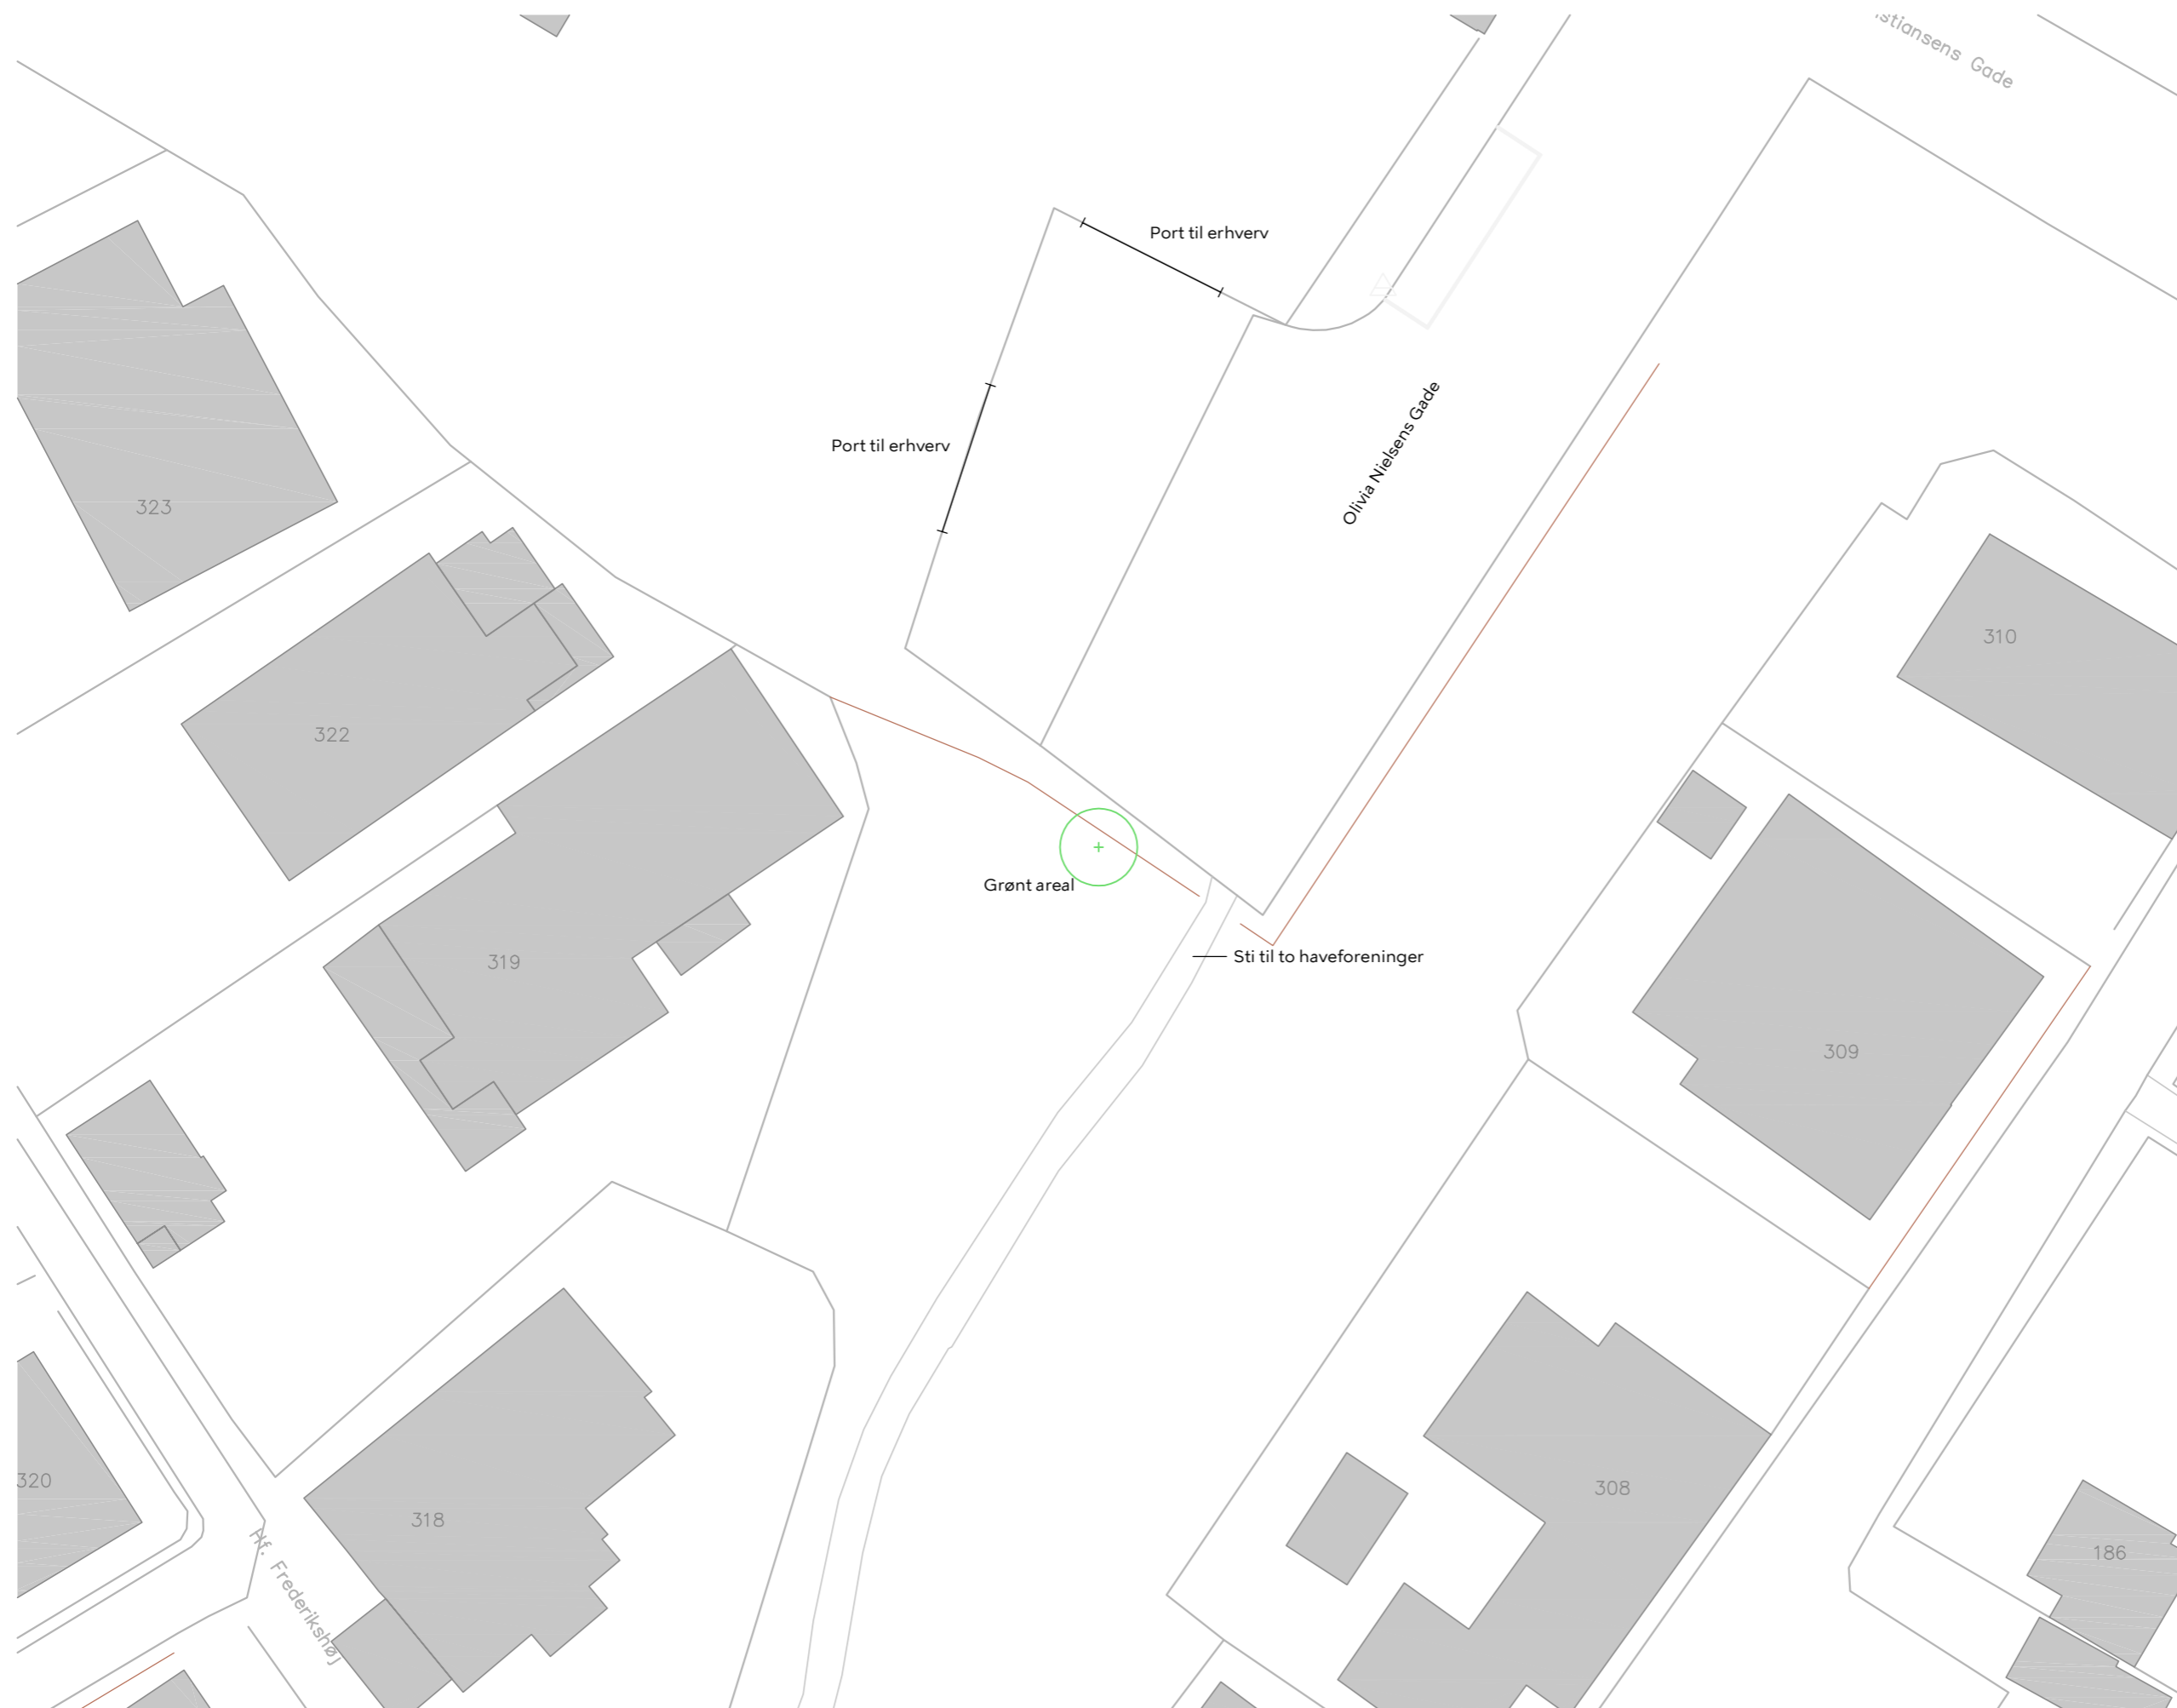 Gade
Port til erhverv
Port til erhverv
Olivia Nielsens Gade
323
310
322
Grønt areal
319
Sti til to haveforeninger
309
320
308
318
186
Hf. Frederikshøj